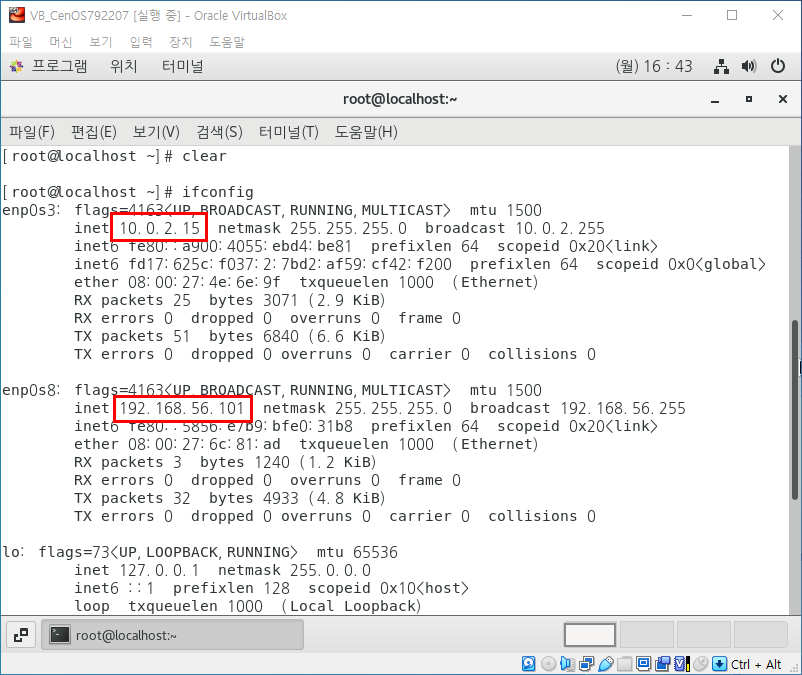 VB_CenOS792207 [실행 중] - Oracle VirtualBox
파일 머신 보기 입력 장치 도움말
프로그램 위치 터미널 (월) 16 : 43
root@localhost:~
파일(F) 편집(E) 보기(V) 검색(S) 터미널(T) 도움말(H)
[root@localhost ~]# clear
[root@localhost ~]# ifconfig
enp0s3: flags=4163<UP,BROADCAST,RUNNING,MULTICAST> mtu 1500
inet 10.0.2.15 netmask 255.255.255.0 broadcast 10.0.2.255
inet6 fe80::a900:4055:ebd4:be81 prefixlen 64 scopeid 0x20<link>
inet6 fd17:625c:f037:2:7bd2:af59:cf42:f200 prefixlen 64 scopeid 0x0<global>
ether 08:00:27:4e:6e:9f txqueuelen 1000 (Ethernet)
RX packets 25 bytes 3071 (2.9 KiB)
RX errors 0 dropped 0 overruns 0 frame 0
TX packets 51 bytes 6840 (6.6 KiB)
TX errors 0 dropped 0 overruns 0 carrier 0 collisions 0
enp0s8: flags=4163<UP,BROADCAST,RUNNING,MULTICAST> mtu 1500
inet 192.168.56.101 netmask 255.255.255.0 broadcast 192.168.56.255
inet6 fe80::5856:e7b9:bfe0:31b8 prefixlen 64 scopeid 0x20<link>
ether 08:00:27:6c:81:ad txqueuelen 1000 (Ethernet)
RX packets 3 bytes 1240 (1.2 KiB)
RX errors 0 dropped 0 overruns 0 frame 0
TX packets 32 bytes 4933 (4.8 KiB)
TX errors 0 dropped 0 overruns 0 carrier 0 collisions 0
lo: flags=73<UP,LOOPBACK,RUNNING> mtu 65536
inet 127.0.0.1 netmask 255.0.0.0
inet6 ::1 prefixlen 128 scopeid 0x10<host>
loop txqueuelen 1000 (Local Loopback)
root@localhost:~
Ctrl + Alt